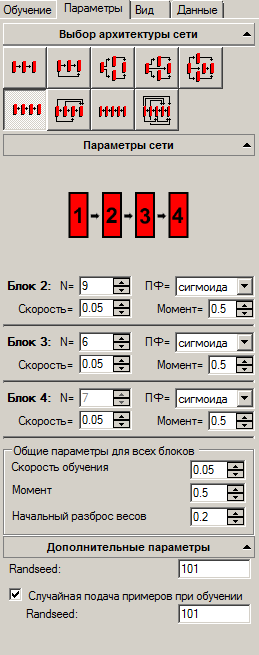 Обучение Параметры Вид Данные
Выбор архитектуры сети
Параметры сети
1 2 3 4
Блок 2: N= 9 ПФ= сигмоида
Скорость= 0.05 Момент= 0.5
Блок 3: N= 6 ПФ= сигмоида
Скорость= 0.05 Момент= 0.5
Блок 4: N= 7 ПФ= сигмоида
Скорость= 0.05 Момент= 0.5
Общие параметры для всех блоков
Скорость обучения 0.05
Момент 0.5
Начальный разброс весов 0.2
Дополнительные параметры
Randseed: 101
Случайная подача примеров при обучении
Randseed: 101